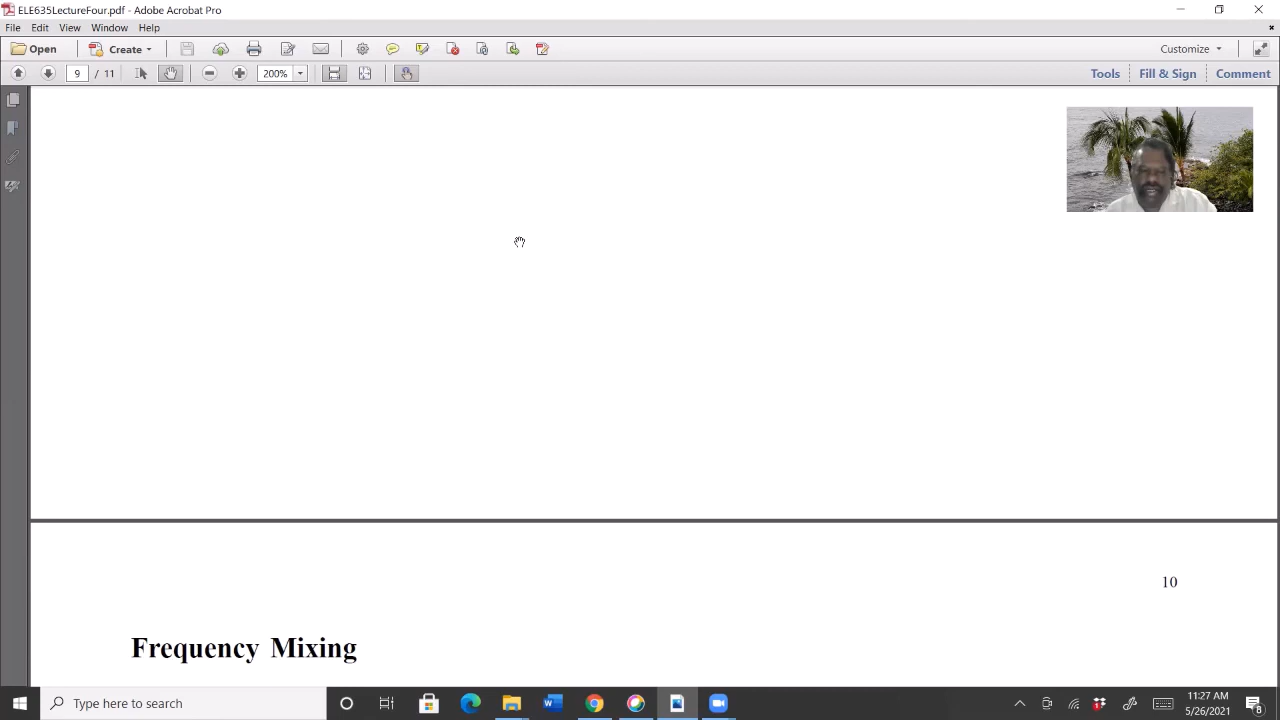 ELE635LectureFour.pdf - Adobe Acrobat Pro
File Edit View Window Help
Open Create Customize
9 / 11 200% Tools Fill & Sign Comment
10
Frequency Mixing
Type here to search
11:27 AM
5/26/2021
8